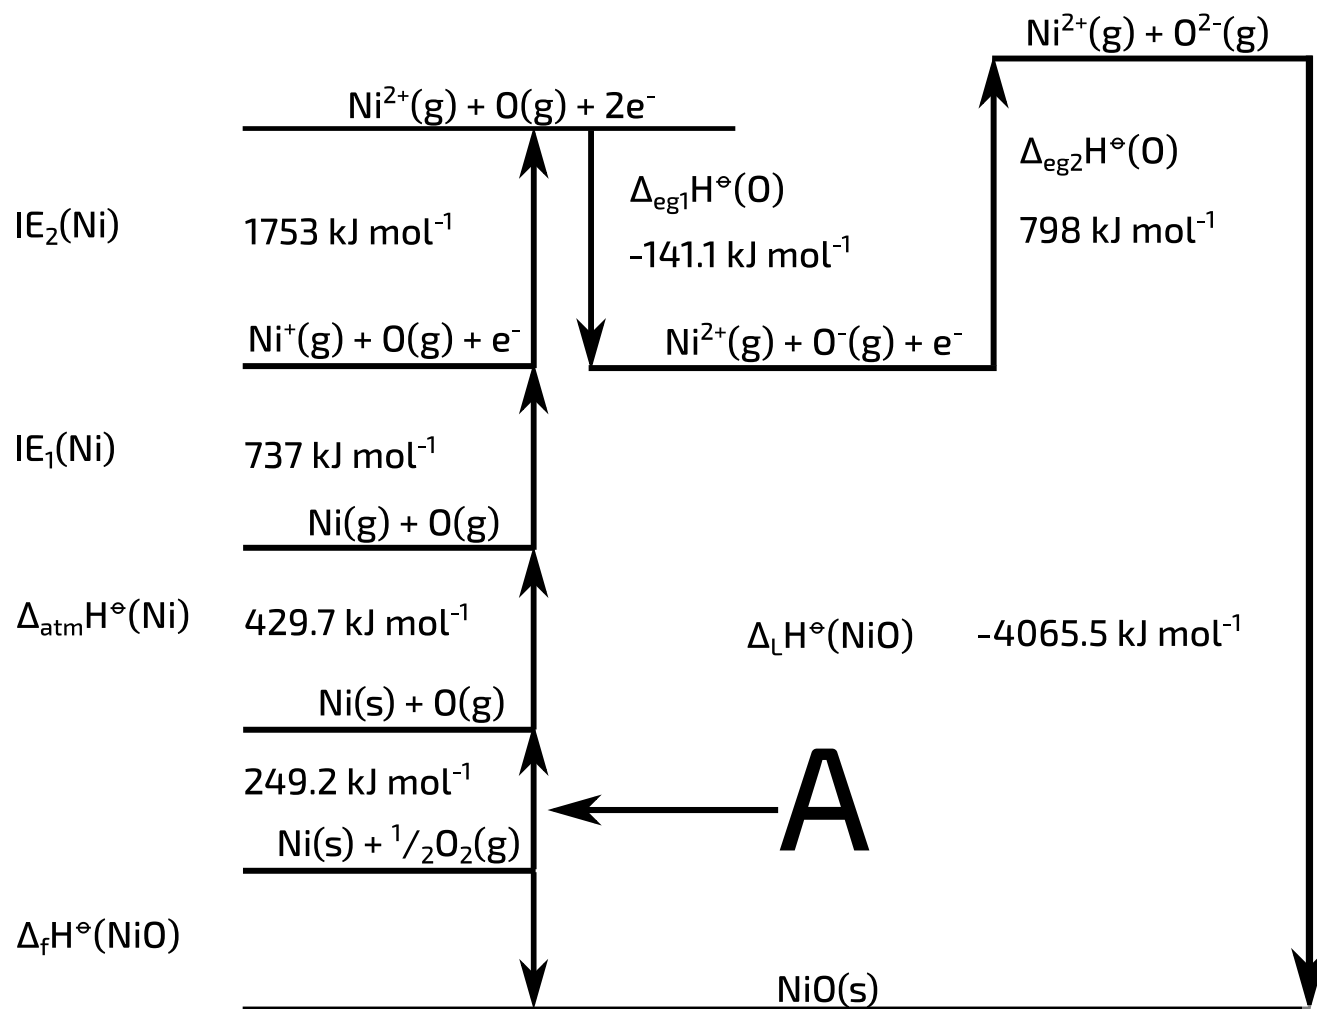 Ni²⁺(g) + O²⁻(g)
Ni²⁺(g) + O(g) + 2e⁻
Δeg2H⦵(O)
Δeg1H⦵(O)
IE₂(Ni)
1753 kJ mol⁻¹
798 kJ mol⁻¹
-141.1 kJ mol⁻¹
Ni⁺(g) + O(g) + e⁻
Ni²⁺(g) + O⁻(g) + e⁻
IE₁(Ni)
737 kJ mol⁻¹
Ni(g) + O(g)
ΔatmH⦵(Ni)
429.7 kJ mol⁻¹
ΔLH⦵(NiO) -4065.5 kJ mol⁻¹
Ni(s) + O(g)
249.2 kJ mol⁻¹
A
Ni(s) + ¹/₂O₂(g)
ΔfH⦵(NiO)
NiO(s)